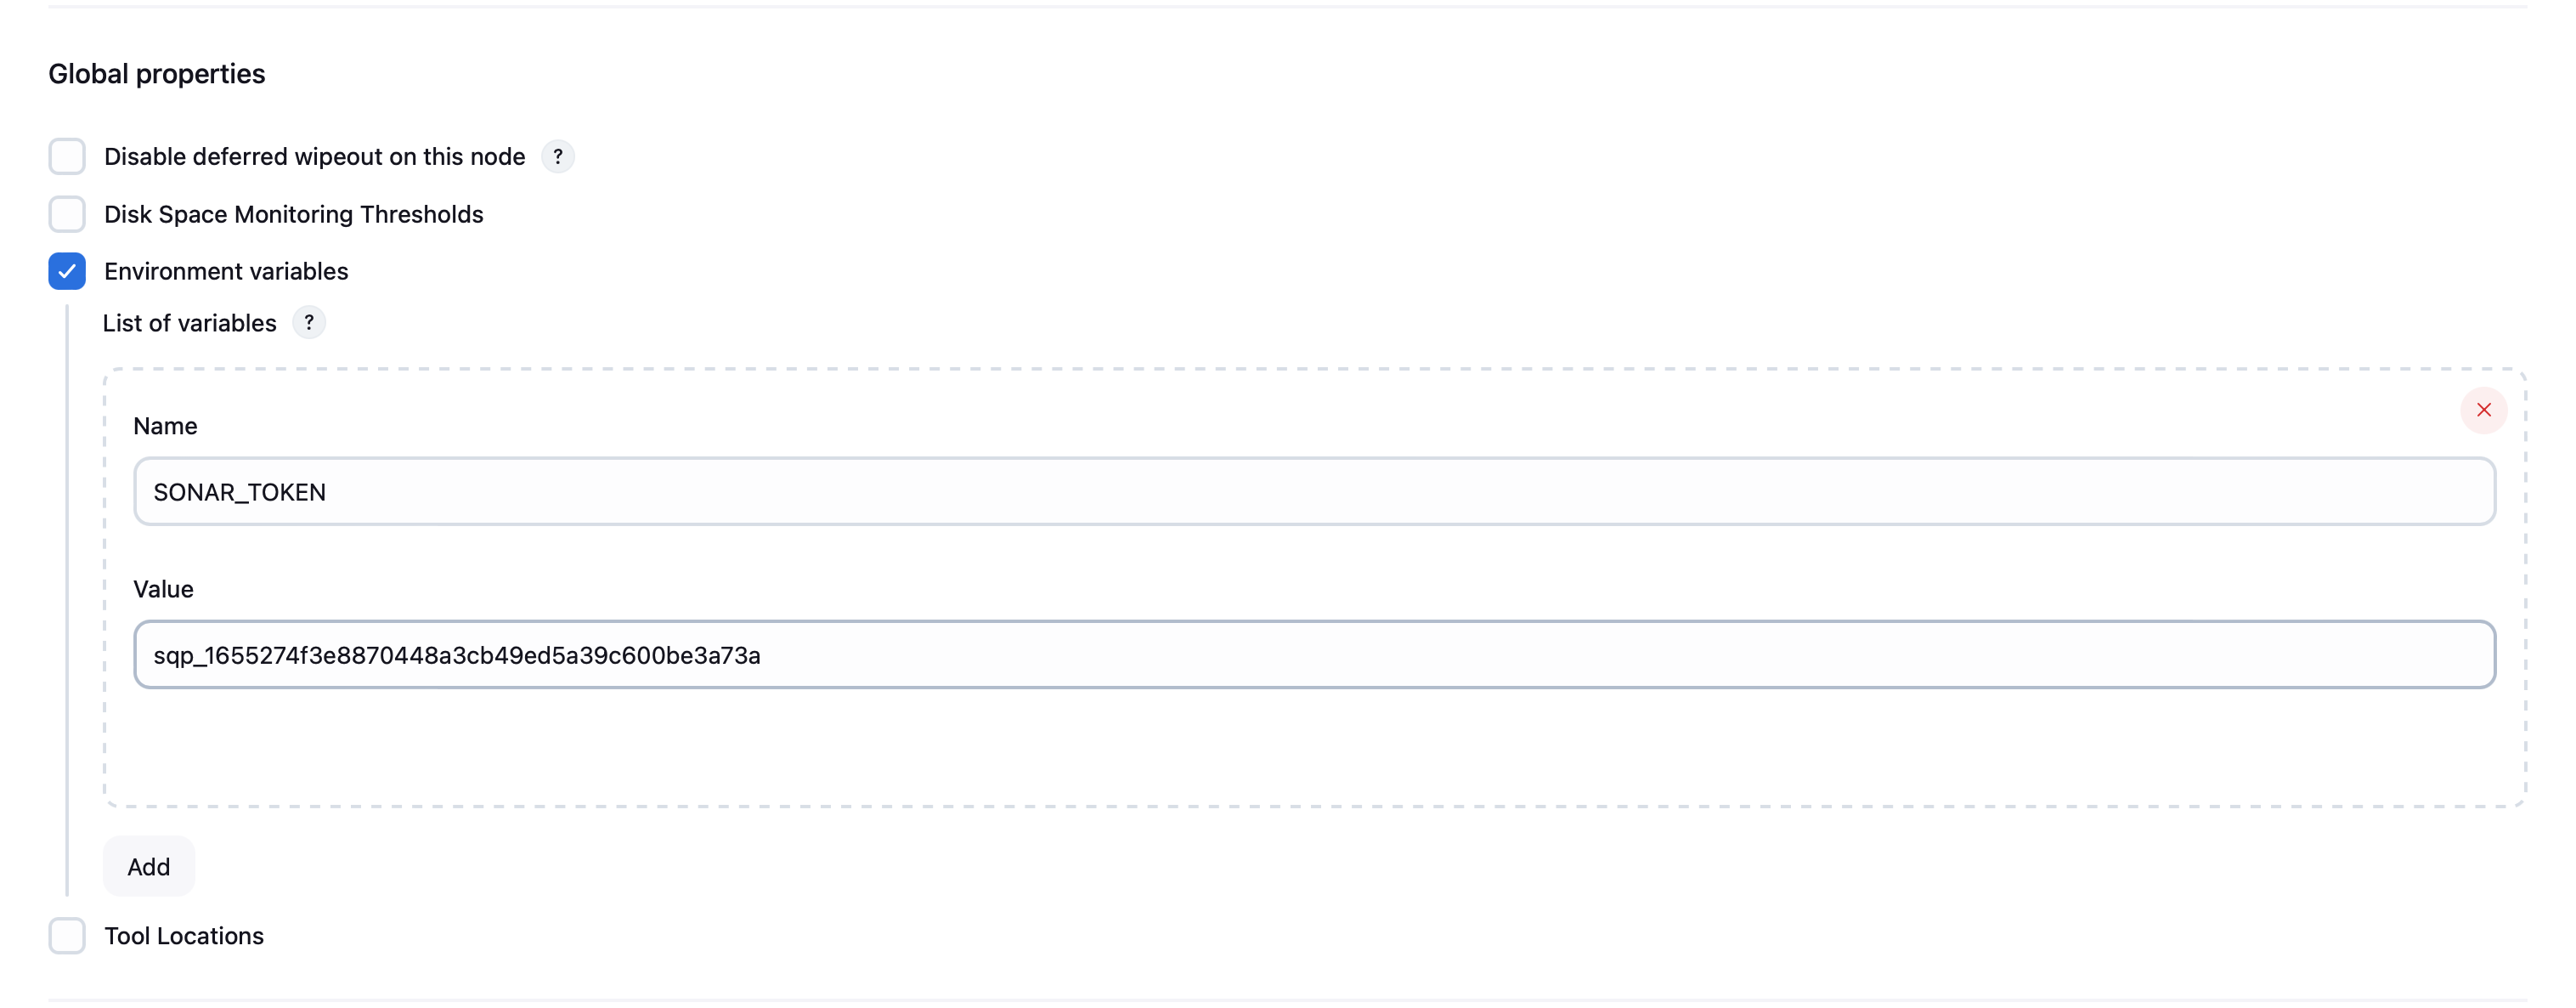 Global properties
Disable deferred wipeout on this node ?
Disk Space Monitoring Thresholds
Environment variables
List of variables ?
Name
SONAR_TOKEN
Value
sqp_1655274f3e8870448a3cb49ed5a39c600be3a73a
Add
Tool Locations